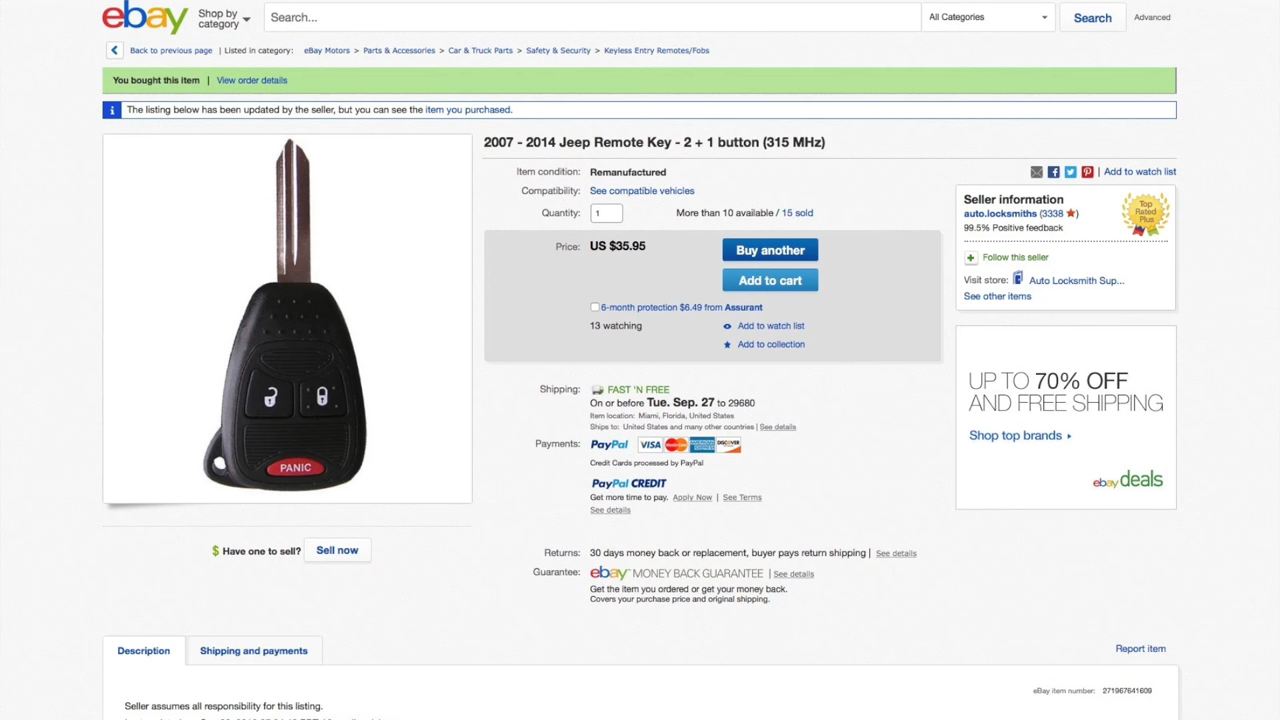 ebay
Shop by category
Search...
All Categories
Search
Advanced
Back to previous page | Listed in category: eBay Motors > Parts & Accessories > Car & Truck Parts > Safety & Security > Keyless Entry Remotes/Fobs
You bought this item | View order details
i The listing below has been updated by the seller, but you can see the item you purchased.
2007 - 2014 Jeep Remote Key - 2 + 1 button (315 MHz)
Item condition: Remanufactured
Compatibility: See compatible vehicles
Quantity: 1 More than 10 available / 15 sold
Price: US $35.95
Buy another
Add to cart
6-month protection $6.49 from Assurant
13 watching
Add to watch list
Add to collection
PANIC
Shipping: FAST 'N FREE
On or before Tue. Sep. 27 to 29680
Item location: Miami, Florida, United States
Ships to: United States and many other countries | See details
Payments: PayPal VISA MasterCard AMERICAN EXPRESS DISCOVER
Credit Cards processed by PayPal
PayPal CREDIT
Get more time to pay. Apply Now | See Terms
See details
Returns: 30 days money back or replacement, buyer pays return shipping | See details
Guarantee: ebay MONEY BACK GUARANTEE | See details
Get the item you ordered or get your money back.
Covers your purchase price and original shipping.
| Add to watch list
Seller information
auto.locksmiths (3338 ★)
99.5% Positive feedback
Top Rated Plus
+ Follow this seller
Visit store: Auto Locksmith Sup...
See other items
UP TO 70% OFF
AND FREE SHIPPING
Shop top brands
ebay deals
$ Have one to sell? Sell now
Description
Shipping and payments
Report item
eBay item number: 271967641609
Seller assumes all responsibility for this listing.